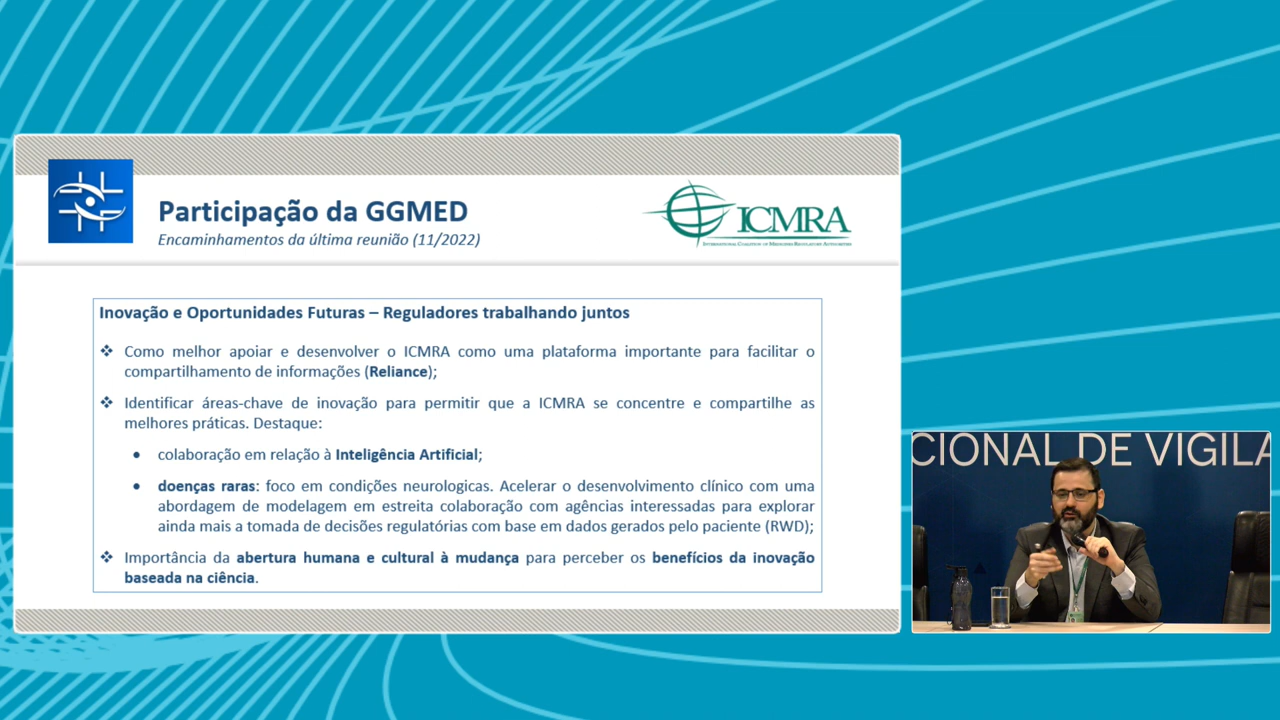 Participação da GGMED
Encaminhamentos da última reunião (11/2022)
ICMRA
INTERNATIONAL COALITION OF MEDICINES REGULATORY AUTHORITIES
Inovação e Oportunidades Futuras – Reguladores trabalhando juntos
❖ Como melhor apoiar e desenvolver o ICMRA como uma plataforma importante para facilitar o
compartilhamento de informações (Reliance);
❖ Identificar áreas-chave de inovação para permitir que a ICMRA se concentre e compartilhe as
melhores práticas. Destaque:
• colaboração em relação à Inteligência Artificial;
• doenças raras: foco em condições neurologicas. Acelerar o desenvolvimento clínico com uma
abordagem de modelagem em estreita colaboração com agências interessadas para explorar
ainda mais a tomada de decisões regulatórias com base em dados gerados pelo paciente (RWD);
❖ Importância da abertura humana e cultural à mudança para perceber os benefícios da inovação
baseada na ciência.
CIONAL DE VIGILA